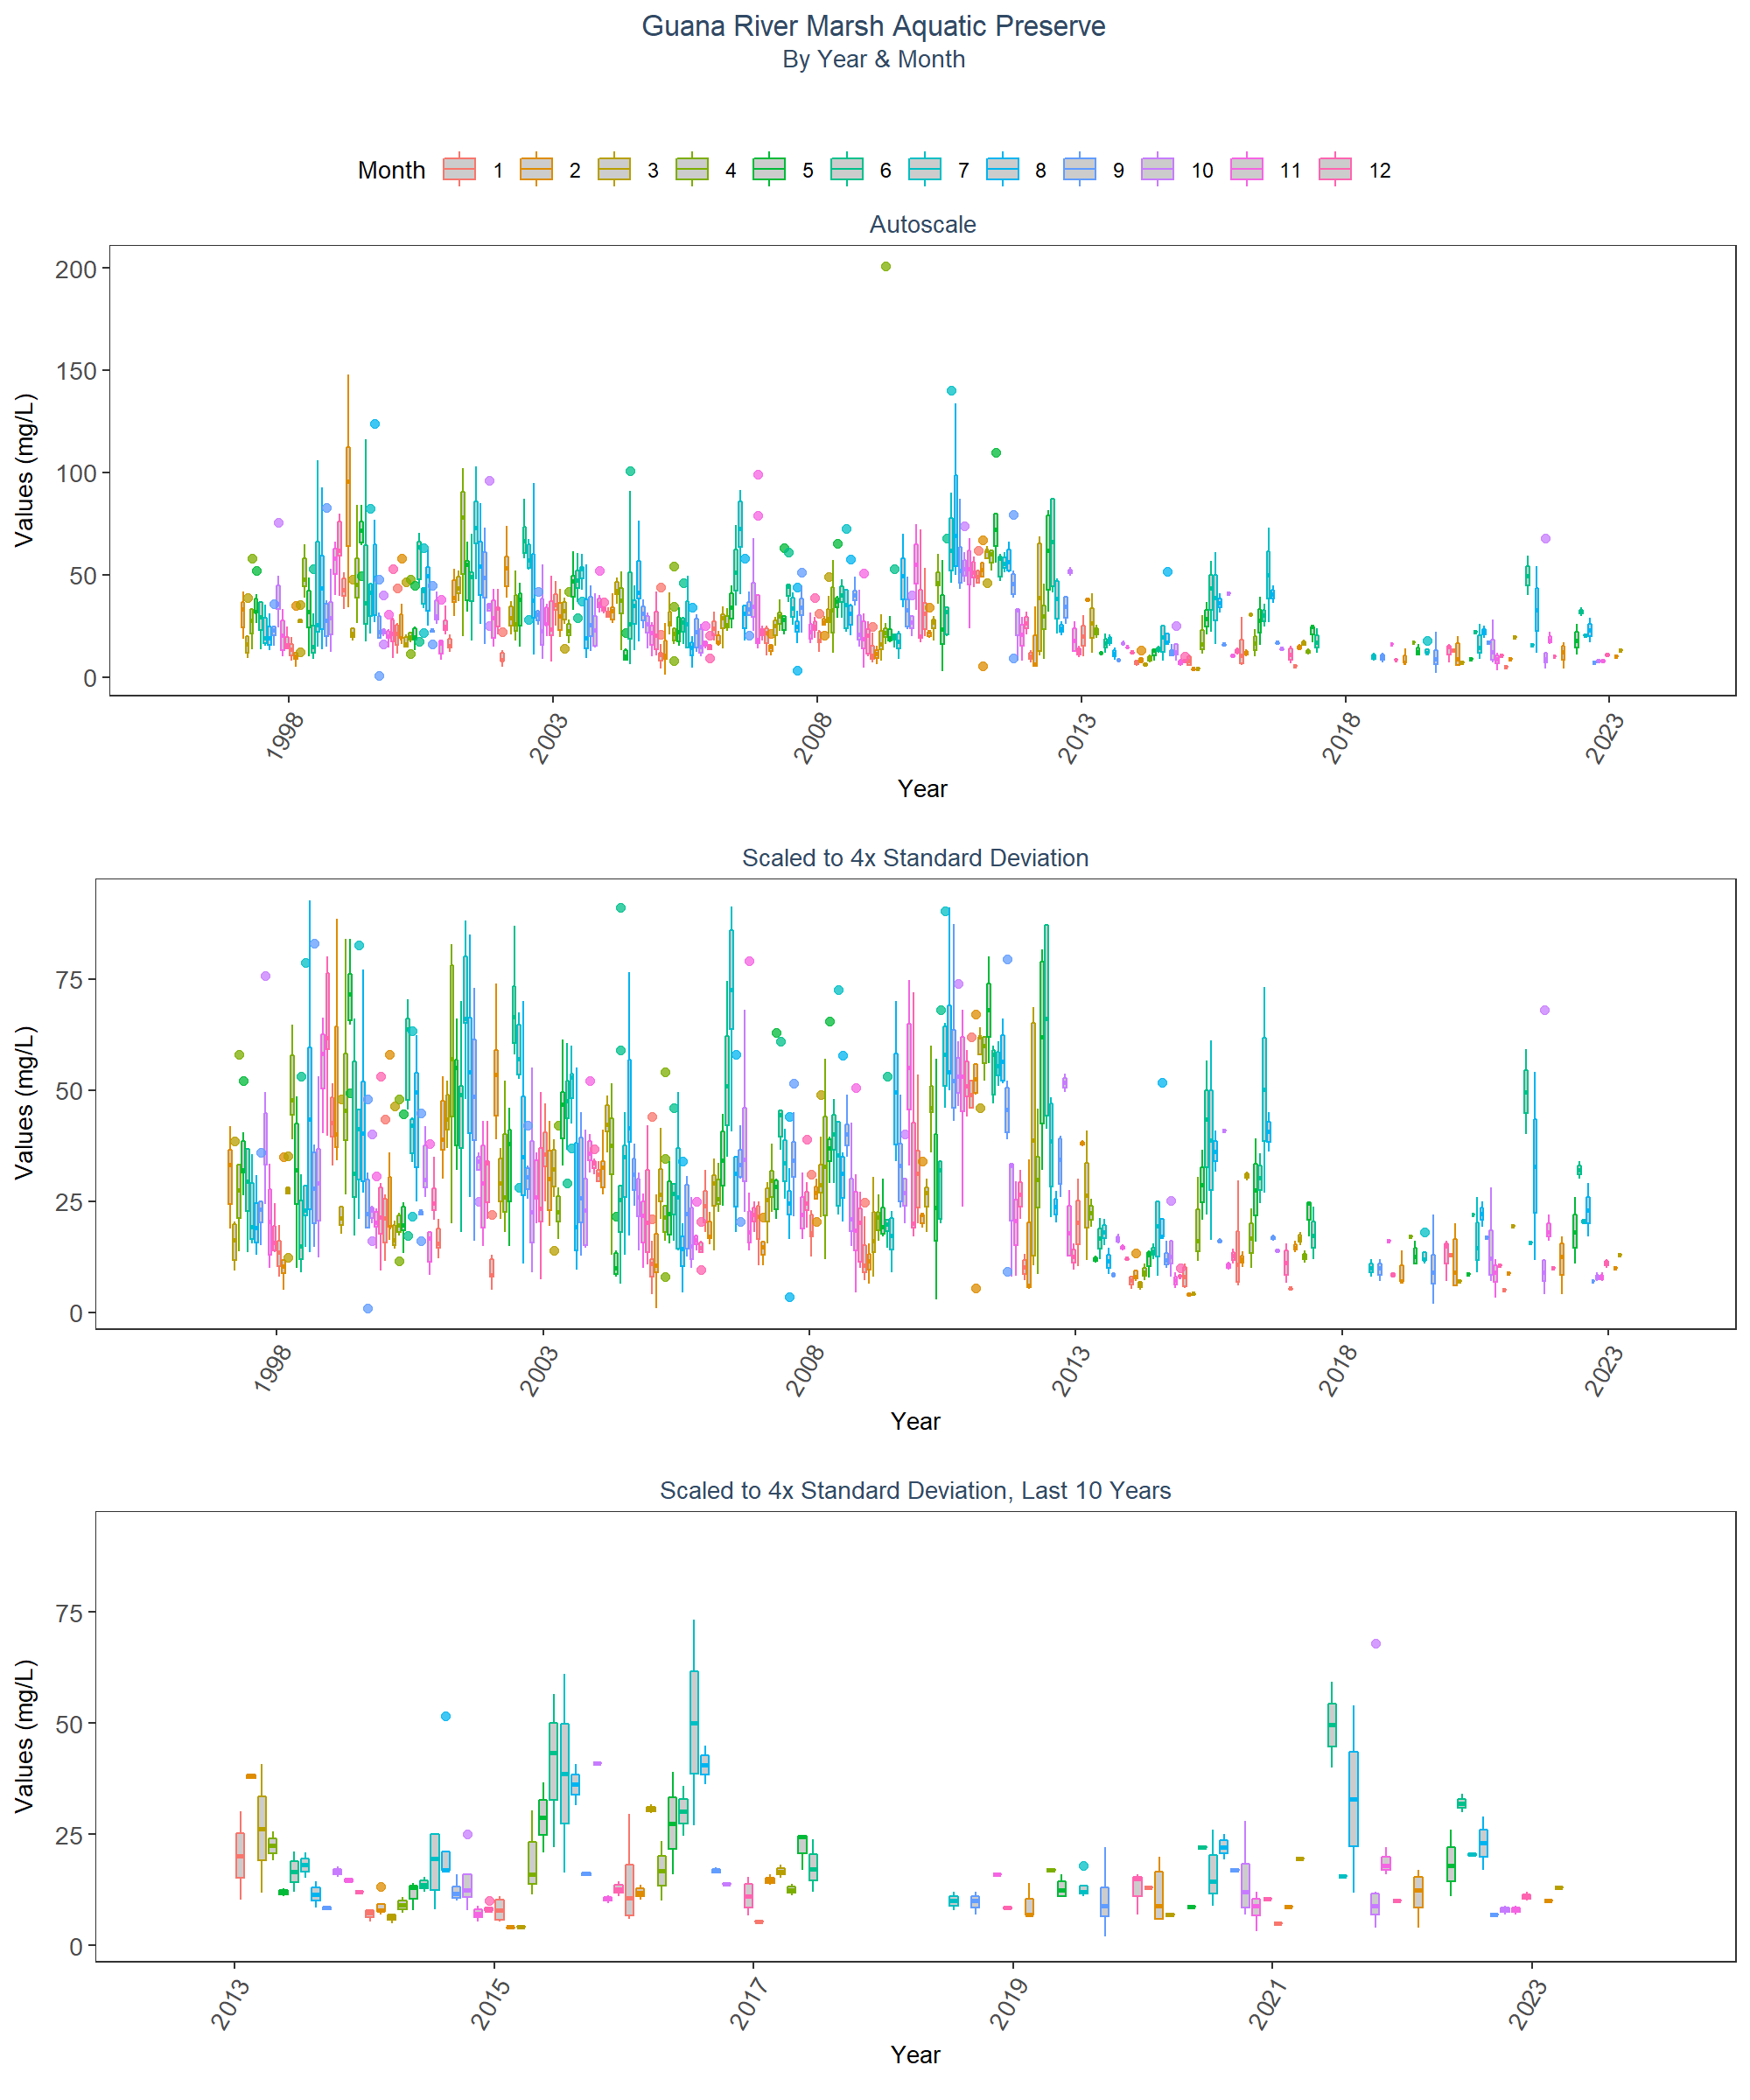 Guana River Marsh Aquatic Preserve
By Year & Month
Month 1 2 3 4 5 6 7 8 9 10 11 12
Autoscale
200
150
100
50
0
Values (mg/L)
1998 2003 2008 2013 2018 2023
Year
Scaled to 4x Standard Deviation
75
50
25
0
Values (mg/L)
1998 2003 2008 2013 2018 2023
Year
Scaled to 4x Standard Deviation, Last 10 Years
75
50
25
0
Values (mg/L)
2013 2015 2017 2019 2021 2023
Year